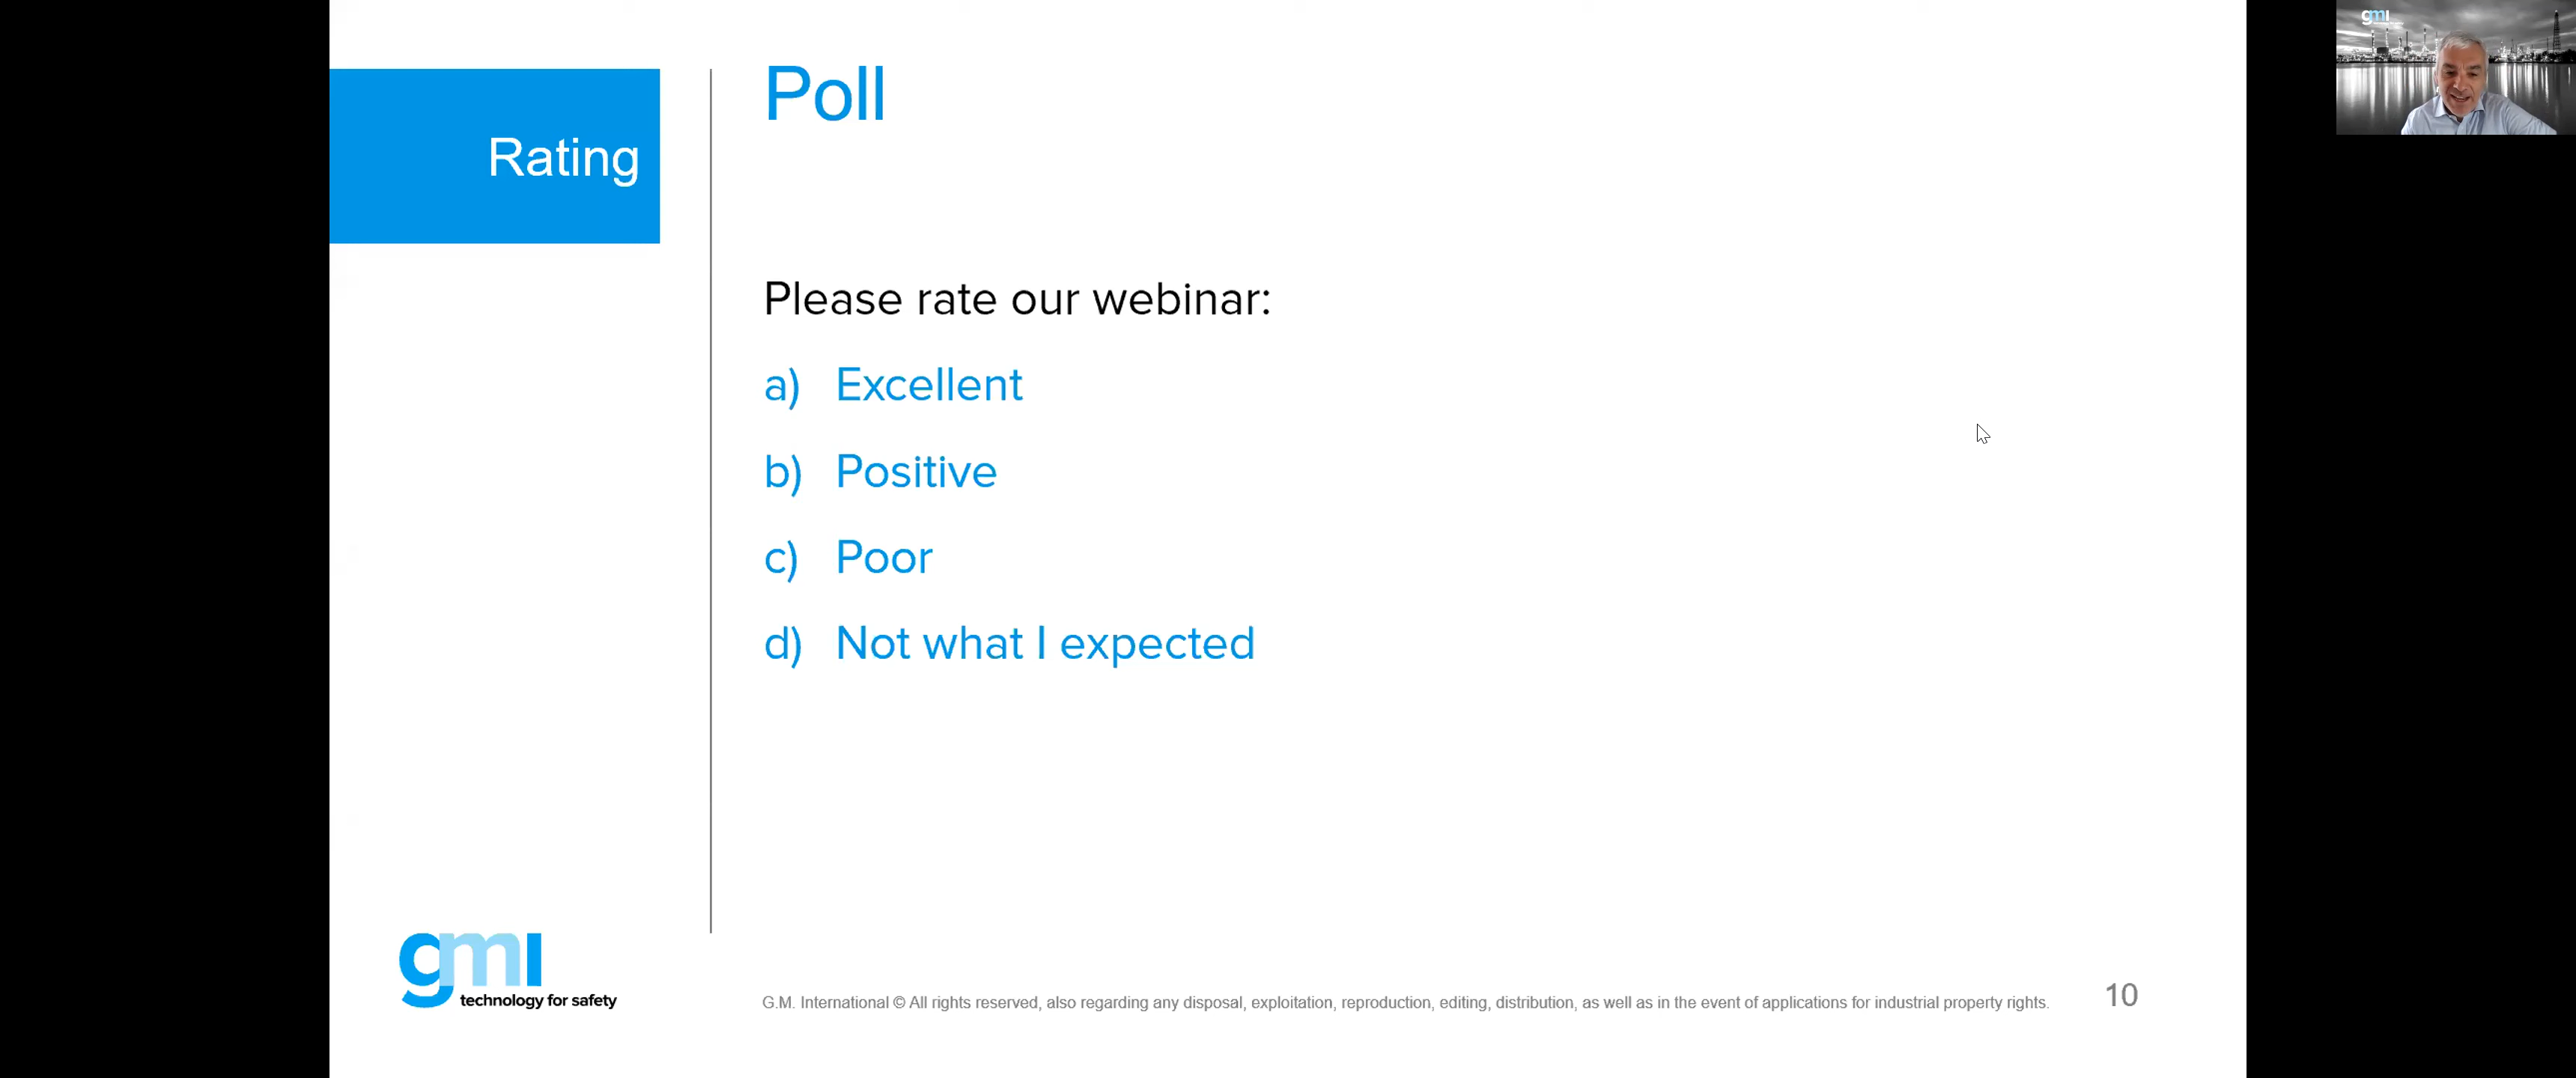 Rating
Poll
Please rate our webinar:
a) Excellent
b) Positive
c) Poor
d) Not what I expected
gmi
technology for safety
G.M. International © All rights reserved, also regarding any disposal, exploitation, reproduction, editing, distribution, as well as in the event of applications for industrial property rights.
10
gmi